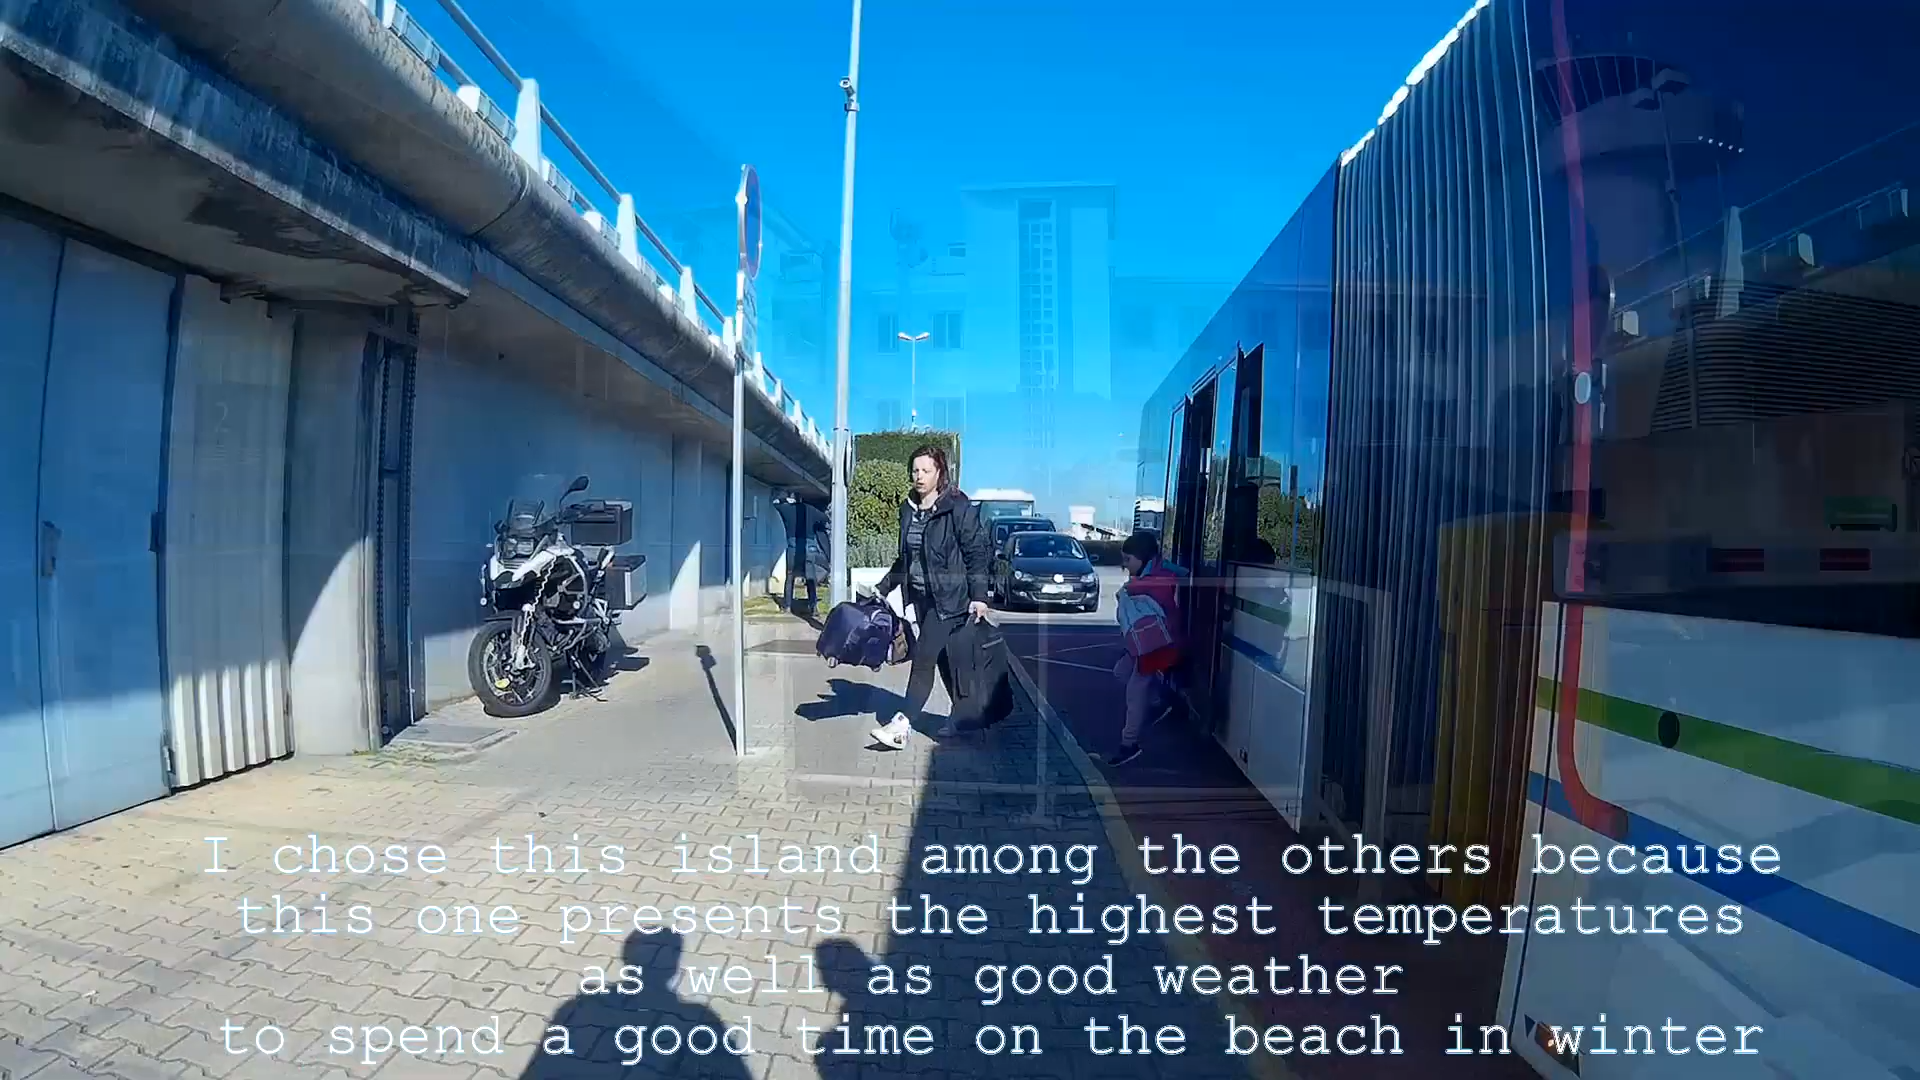 I chose this island among the others because
this one presents the highest temperatures
as well as good weather
to spend a good time on the beach in winter